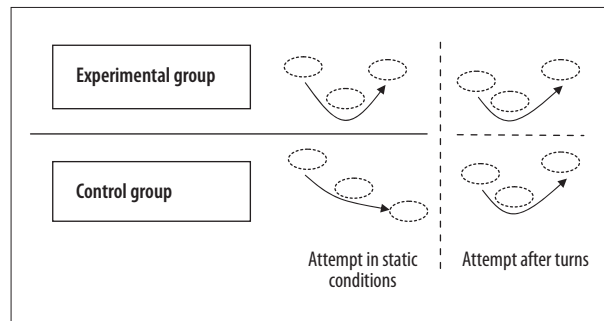 Experimental group
Control group
Attempt in static
conditions
Attempt after turns